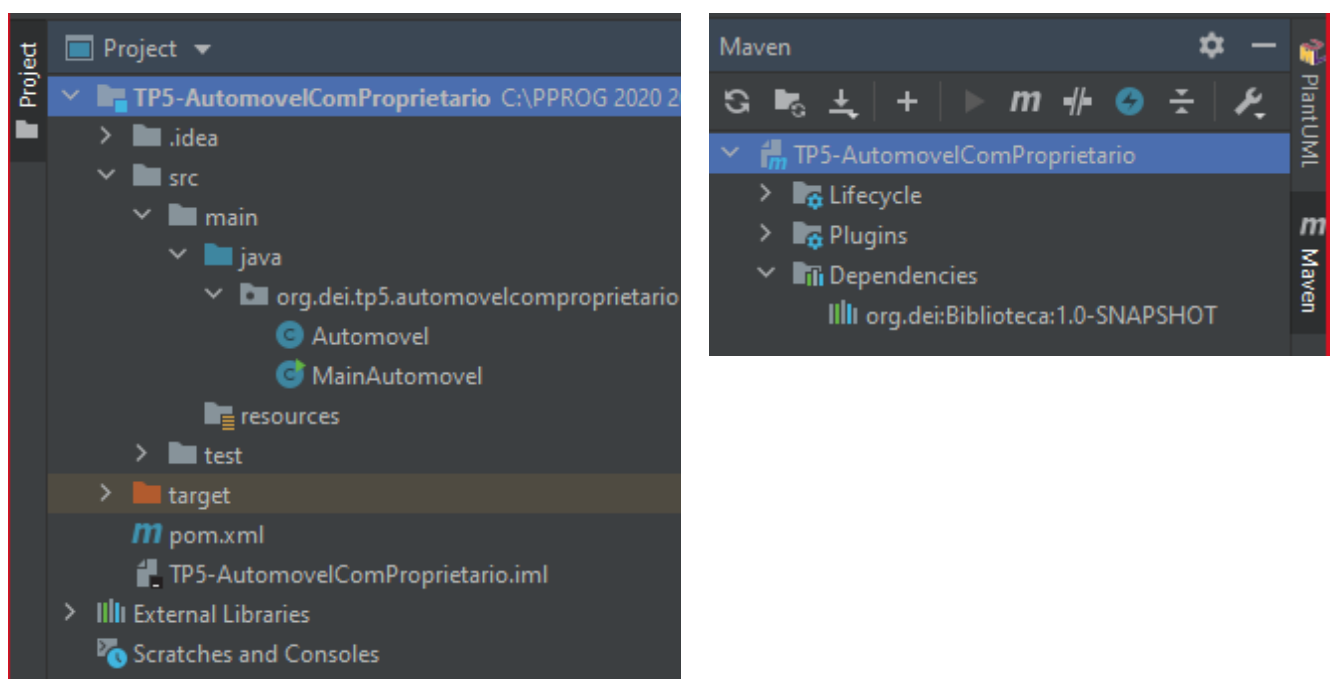 Project
Project
TP5-AutomovelComProprietario C:\PPROG 2020 2
.idea
src
main
java
org.dei.tp5.automovelcomproprietario
Automovel
MainAutomovel
resources
test
target
pom.xml
TP5-AutomovelComProprietario.iml
External Libraries
Scratches and Consoles
Maven
TP5-AutomovelComProprietario
Lifecycle
Plugins
Dependencies
org.dei:Biblioteca:1.0-SNAPSHOT
PlantUML
Maven